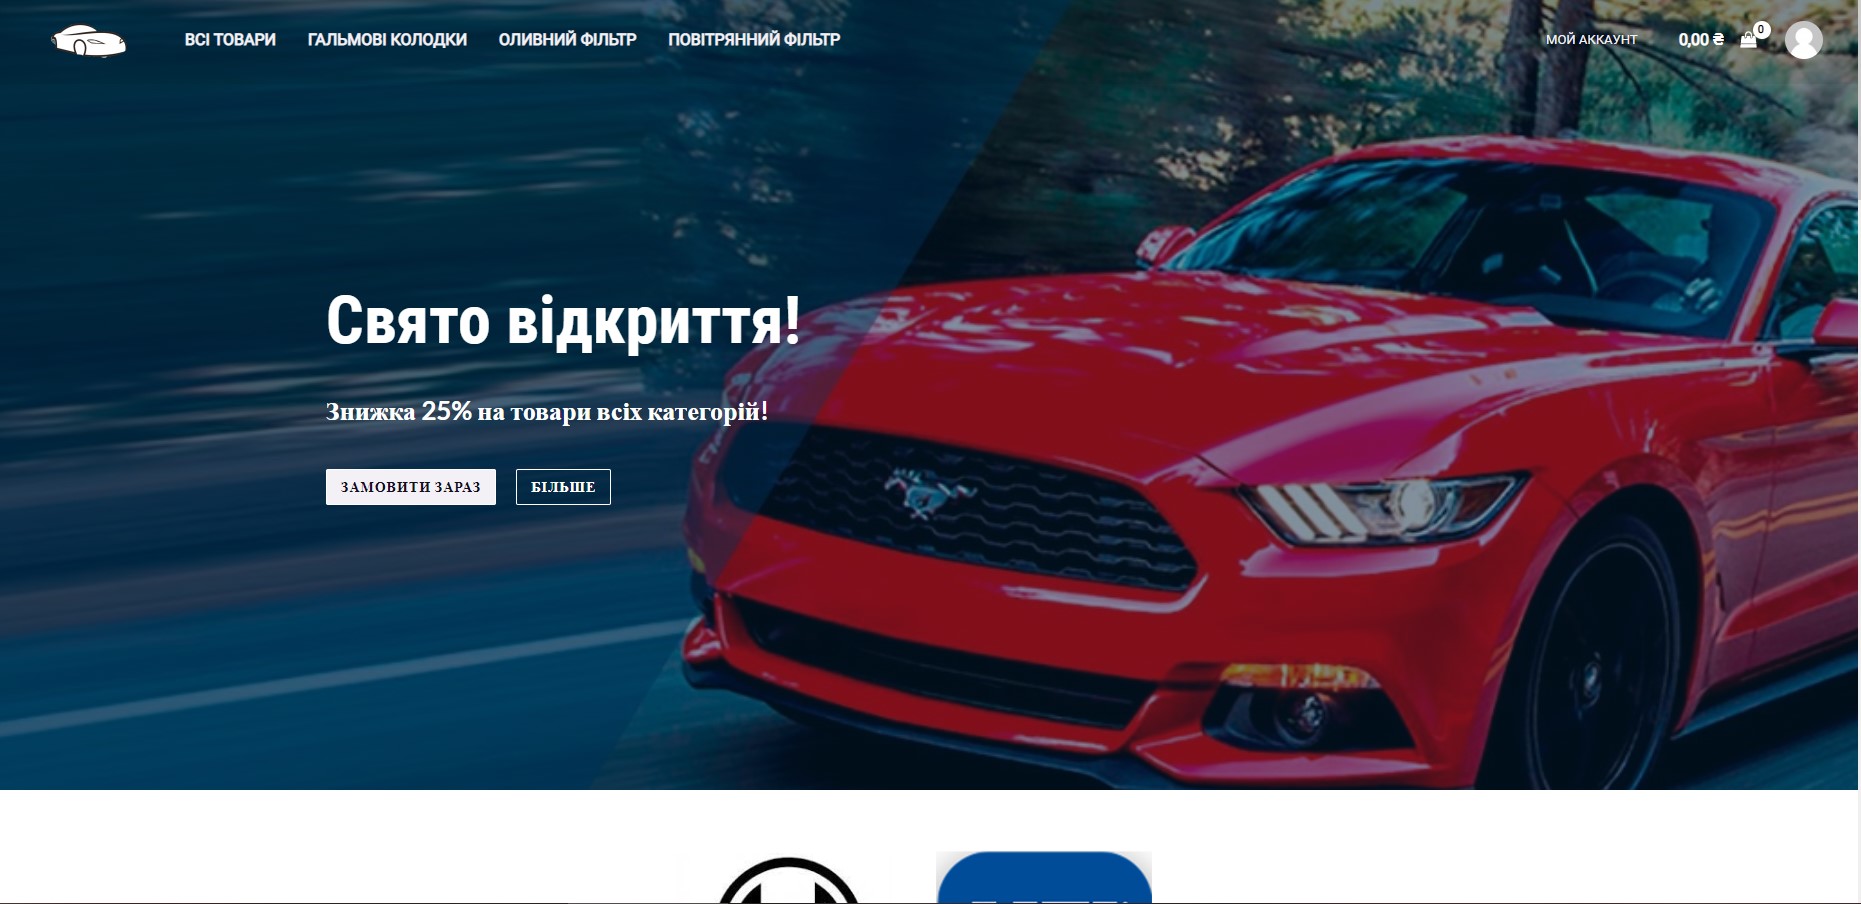 ВСІ ТОВАРИ ГАЛЬМОВІ КОЛОДКИ ОЛИВНИЙ ФІЛЬТР ПОВІТРЯННИЙ ФІЛЬТР МОЙ АККАУНТ 0,00 ₴ 0
Свято відкриття!
Знижка 25% на товари всіх категорій!
ЗАМОВИТИ ЗАРАЗ БІЛЬШЕ